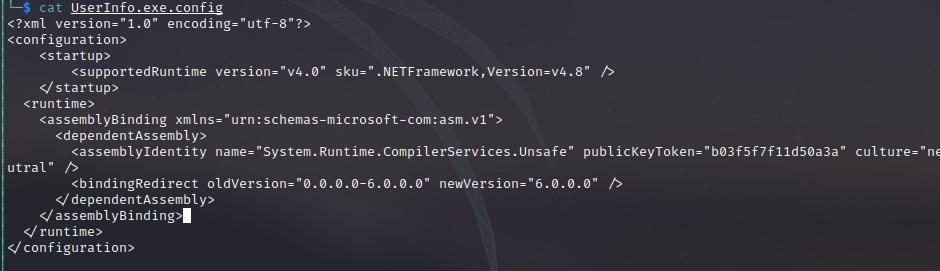 └─$ cat UserInfo.exe.config
<?xml version="1.0" encoding="utf-8"?>
<configuration>
    <startup>
        <supportedRuntime version="v4.0" sku=".NETFramework,Version=v4.8" />
    </startup>
  <runtime>
    <assemblyBinding xmlns="urn:schemas-microsoft-com:asm.v1">
      <dependentAssembly>
        <assemblyIdentity name="System.Runtime.CompilerServices.Unsafe" publicKeyToken="b03f5f7f11d50a3a" culture="ne
utral" />
        <bindingRedirect oldVersion="0.0.0.0-6.0.0.0" newVersion="6.0.0.0" />
      </dependentAssembly>
    </assemblyBinding>
  </runtime>
</configuration>